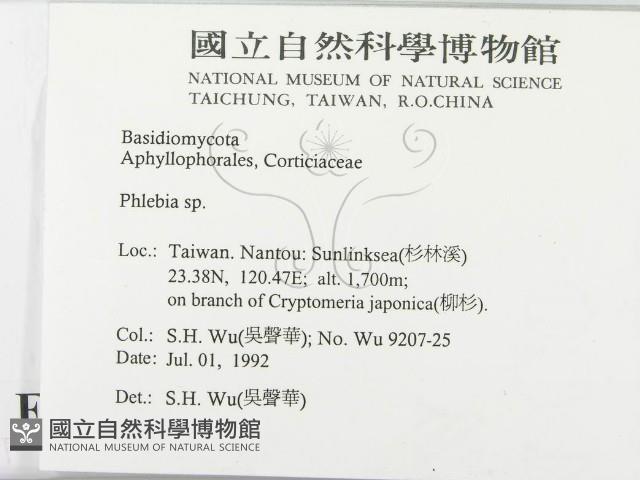 國立自然科學博物館
NATIONAL MUSEUM OF NATURAL SCIENCE
TAICHUNG, TAIWAN, R.O.CHINA
Basidiomycota
Aphyllophorales, Corticiaceae
Phlebia sp.
Loc.: Taiwan. Nantou: Sunlinksea(杉林溪)
23.38N, 120.47E; alt. 1,700m;
on branch of Cryptomeria japonica(柳杉).
Col.: S.H. Wu(吳聲華); No. Wu 9207-25
Date: Jul. 01, 1992
Det.: S.H. Wu(吳聲華)
國立自然科學博物館
NATIONAL MUSEUM OF NATURAL SCIENCE